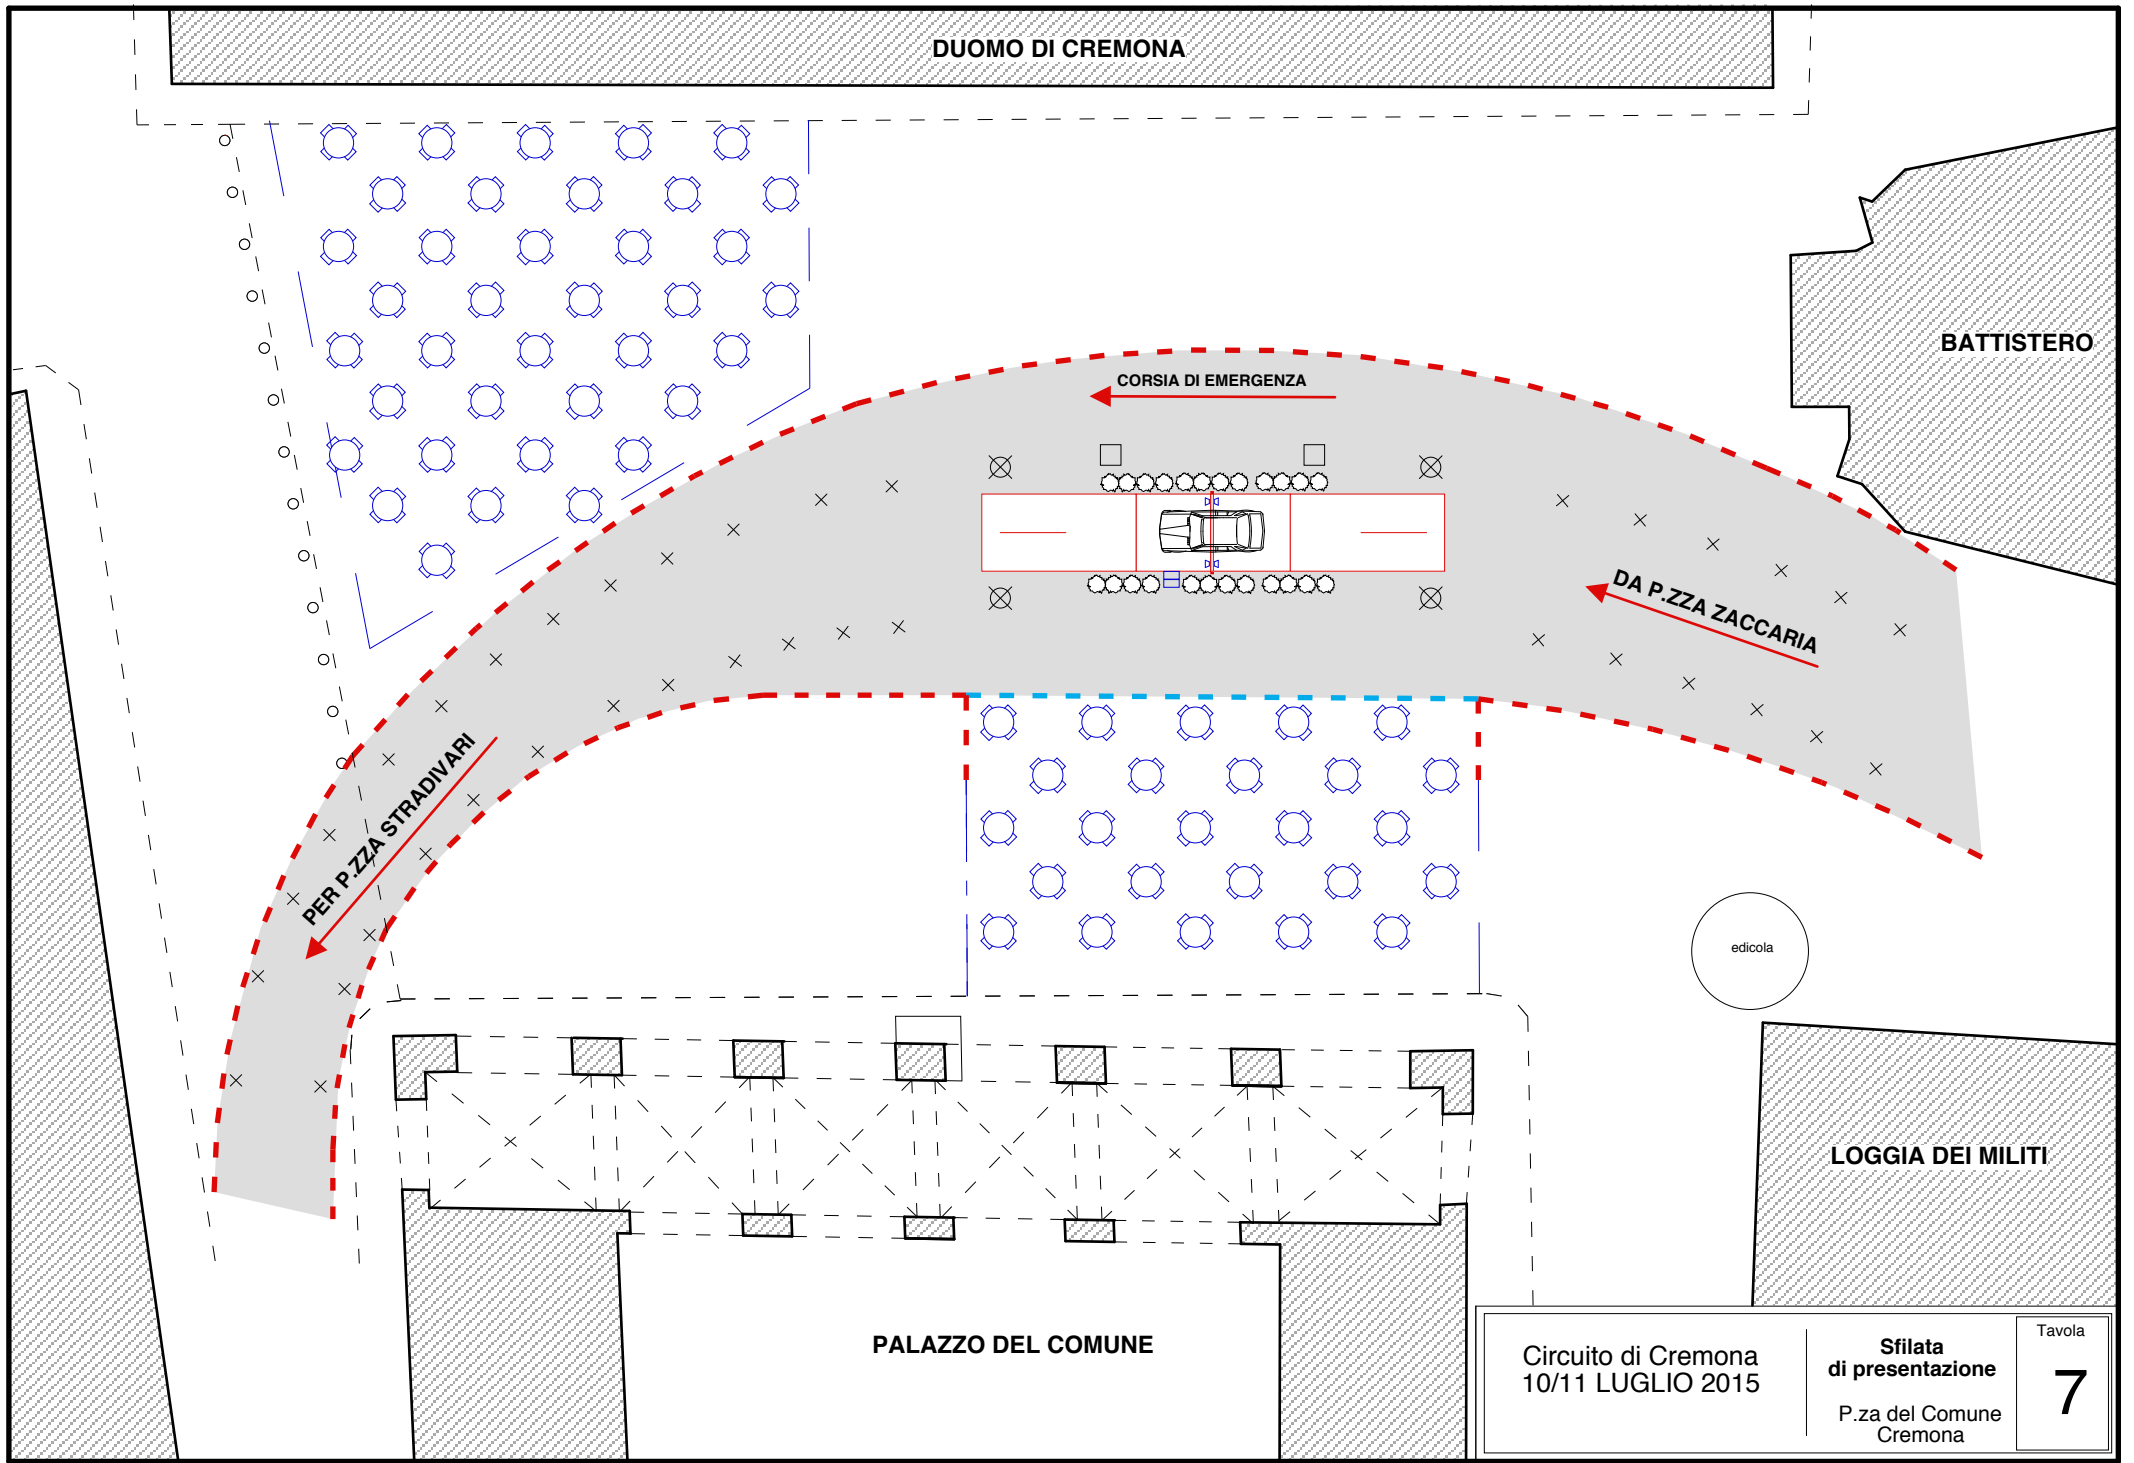 DUOMO DI CREMONA
BATTISTERO
CORSIA DI EMERGENZA
DA P.ZZA ZACCARIA
PER P.ZZA STRADIVARI
edicola
LOGGIA DEI MILITI
PALAZZO DEL COMUNE
Circuito di Cremona
10/11 LUGLIO 2015
Sfilata
di presentazione
P.za del Comune
Cremona
Tavola
7